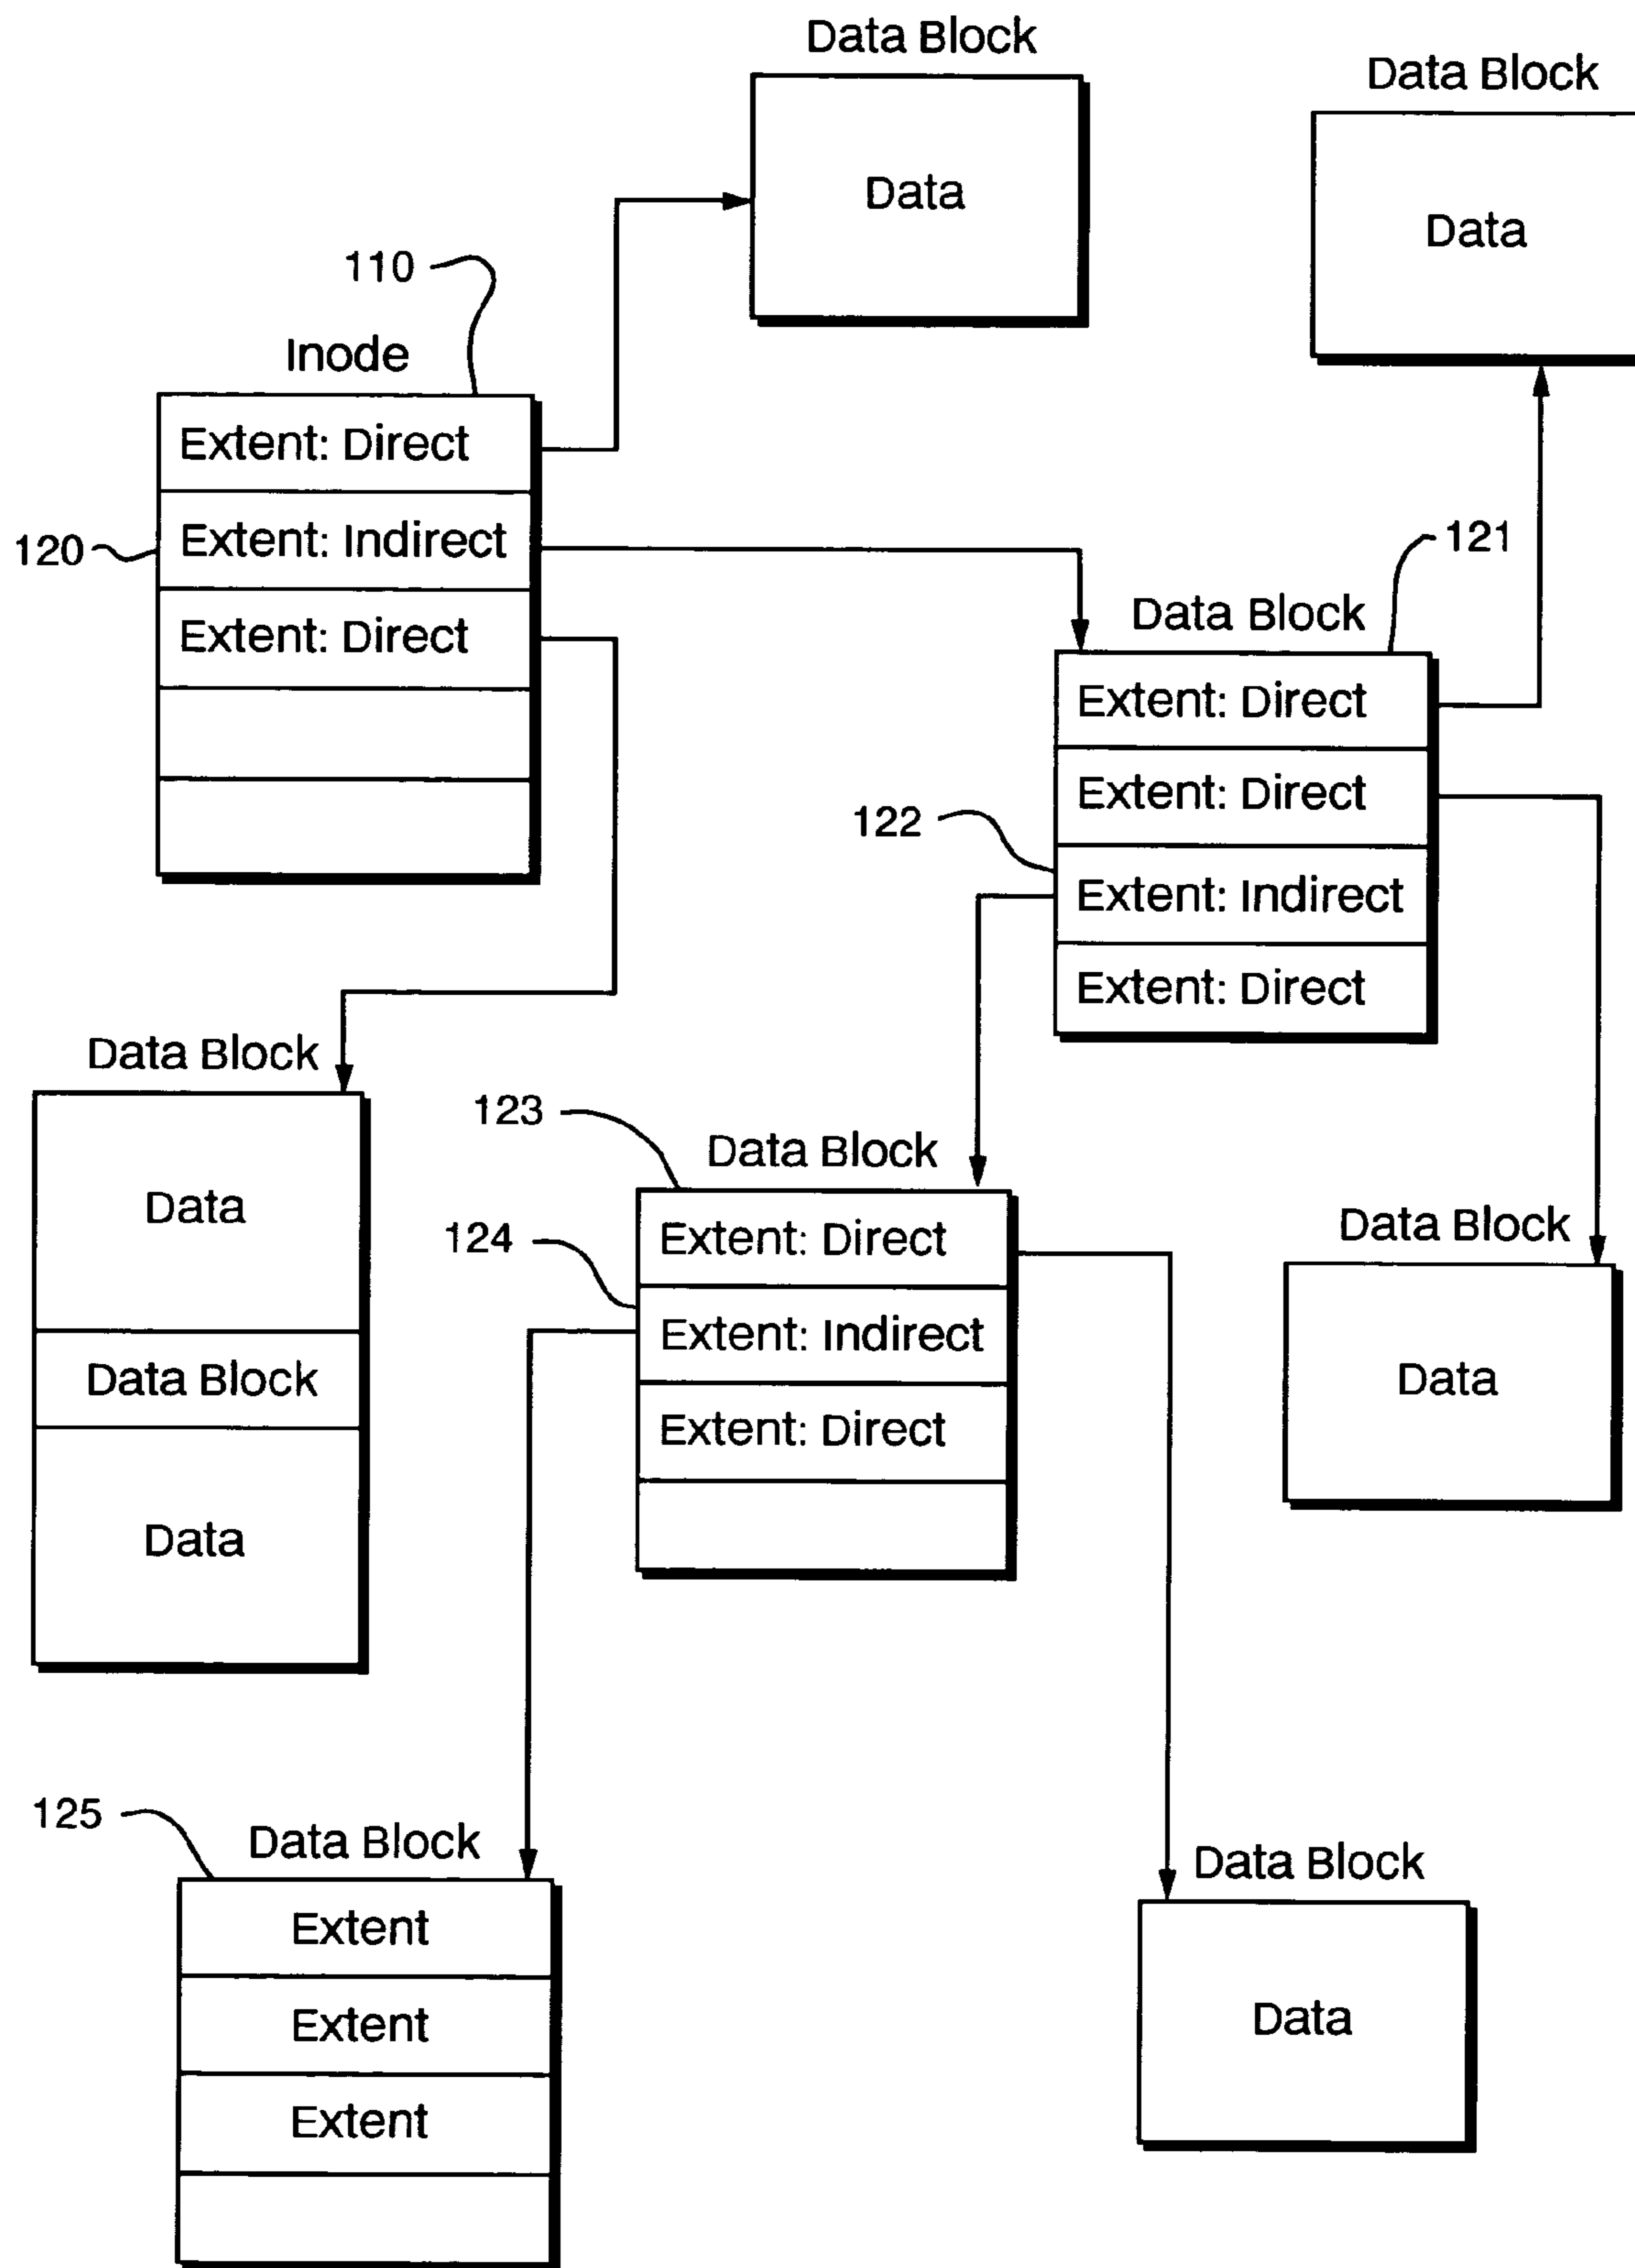 Data Block
Data
Data Block
Data
110
Inode
Extent: Direct
120
Extent: Indirect
Extent: Direct
121
Data Block
Extent: Direct
Extent: Direct
122
Extent: Indirect
Extent: Direct
Data Block
Data
Data Block
Data
123
Data Block
124
Extent: Direct
Extent: Indirect
Extent: Direct
Data Block
Data
125
Data Block
Extent
Extent
Extent
Data Block
Data